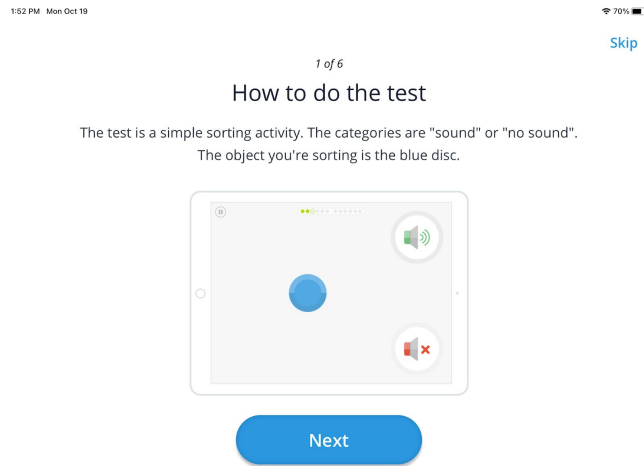 1:52 PM Mon Oct 19
70%
Skip
1 of 6
How to do the test
The test is a simple sorting activity. The categories are "sound" or "no sound".
The object you're sorting is the blue disc.
Next